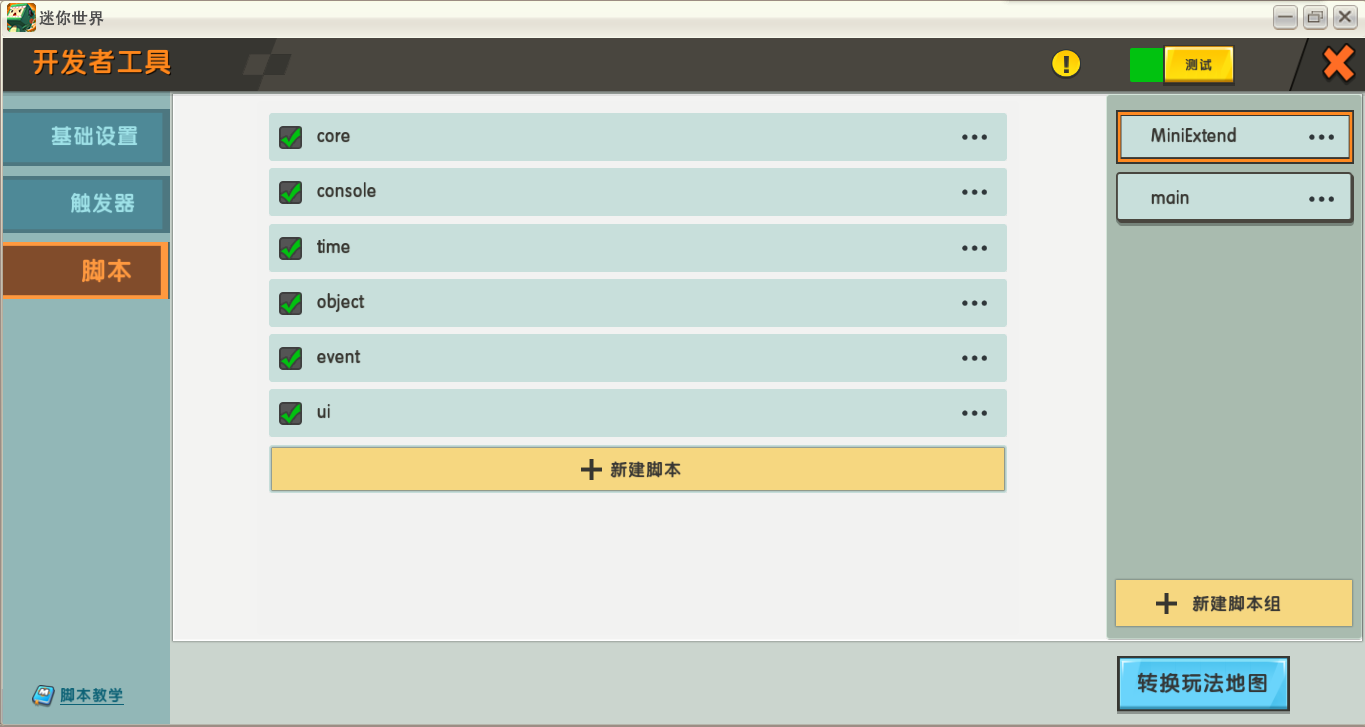 迷你世界
开发者工具
!
测试
基础设置
触发器
脚本
core
console
time
object
event
ui
新建脚本
MiniExtend
main
新建脚本组
脚本教学
转换玩法地图